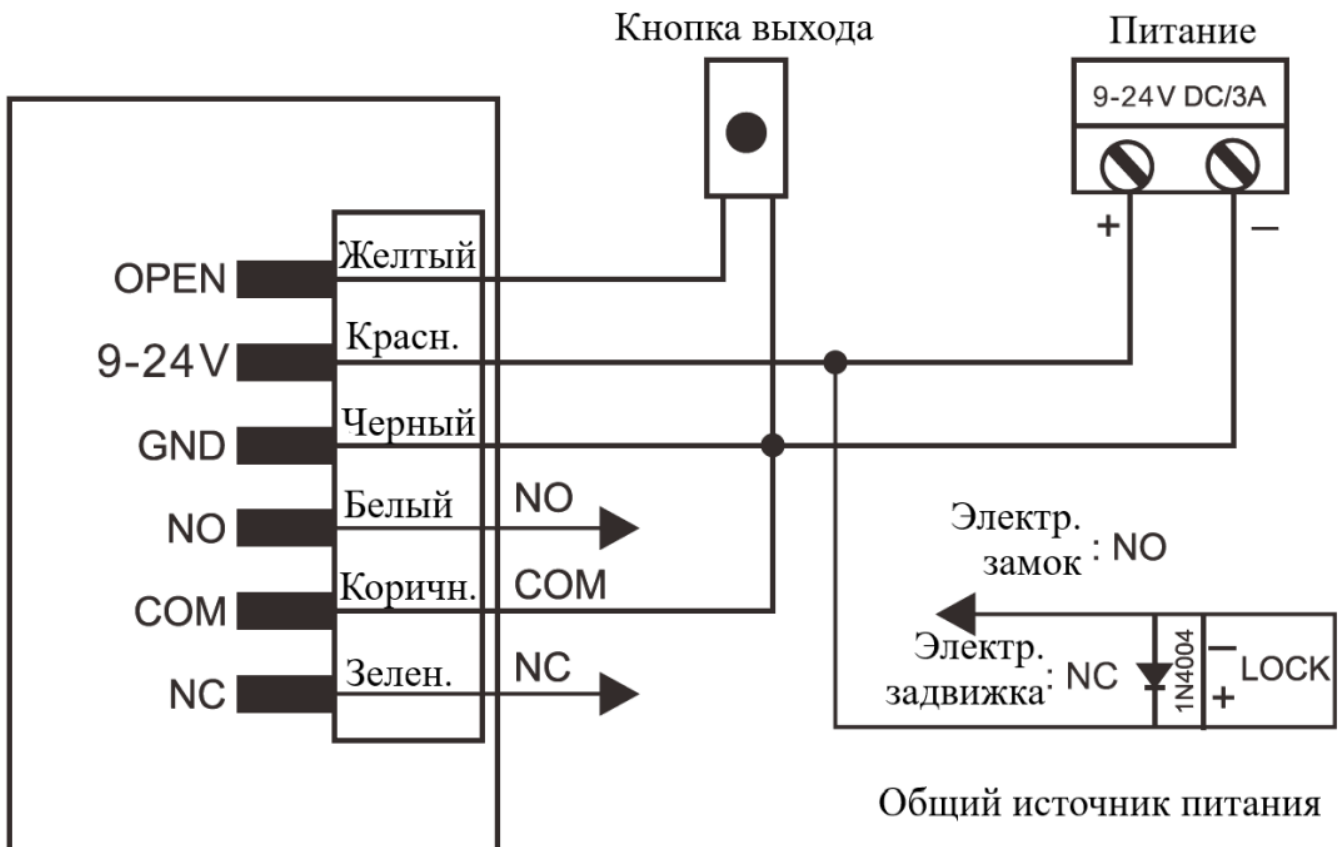 Кнопка выхода
Питание
9-24V DC/3A
+
−
OPEN
Желтый
9-24V
Красн.
GND
Черный
NO
Белый
NO
COM
Коричн.
COM
NC
Зелен.
NC
Электр.
замок : NO
Электр.
задвижка : NC
1N4004
−
+
LOCK
Общий источник питания